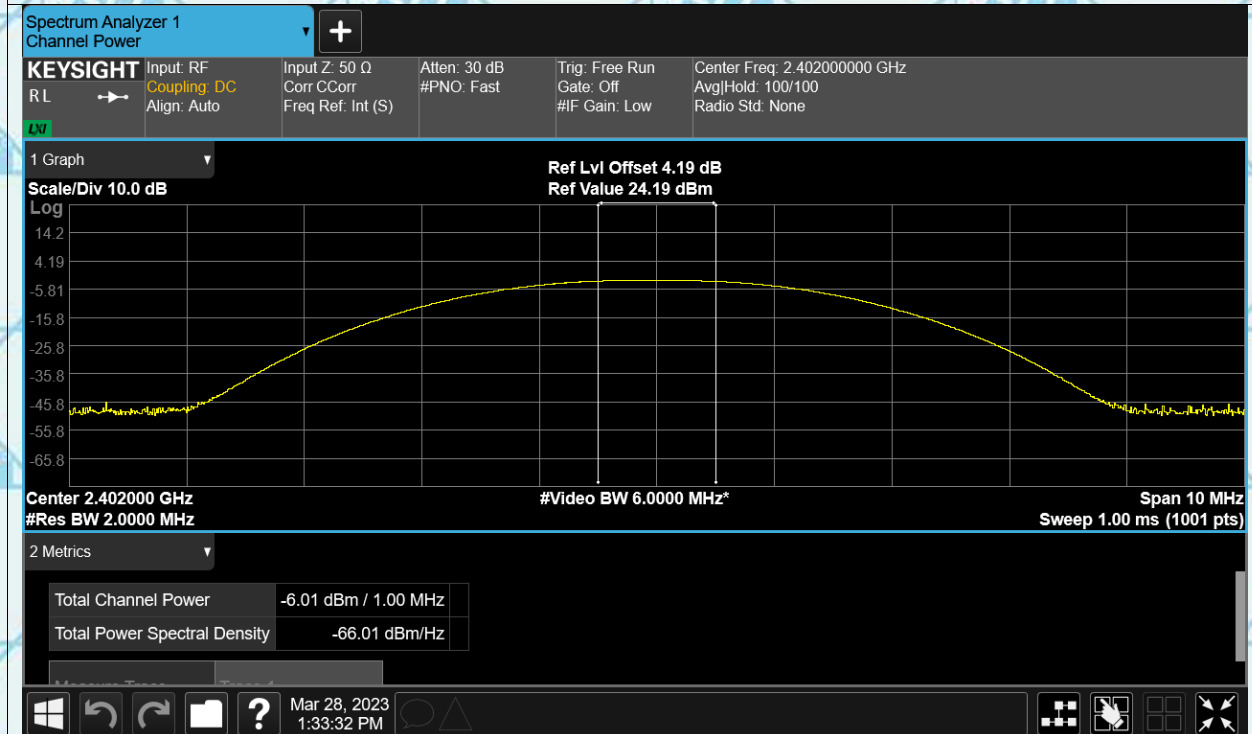 Spectrum Analyzer 1
Channel Power
KEYSIGHT
R L
LXI
Input: RF
Coupling: DC
Align: Auto
Input Z: 50 Ω
Corr CCorr
Freq Ref: Int (S)
Atten: 30 dB
#PNO: Fast
Trig: Free Run
Gate: Off
#IF Gain: Low
Center Freq: 2.402000000 GHz
Avg|Hold: 100/100
Radio Std: None
1 Graph
Scale/Div 10.0 dB
Ref Lvl Offset 4.19 dB
Ref Value 24.19 dBm
Log
14.2
4.19
-5.81
-15.8
-25.8
-35.8
-45.8
-55.8
-65.8
Center 2.402000 GHz
#Video BW 6.0000 MHz*
Span 10 MHz
#Res BW 2.0000 MHz
Sweep 1.00 ms (1001 pts)
2 Metrics
Total Channel Power -6.01 dBm / 1.00 MHz
Total Power Spectral Density -66.01 dBm/Hz
?
Mar 28, 2023
1:33:32 PM